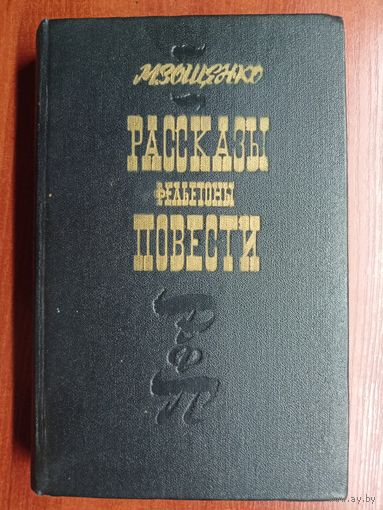 М.ЗОЩЕНКО
РАССКАЗЫ
ФЕЛЬЕТОНЫ
ПОВЕСТИ
Р
Ф
П
ay.by